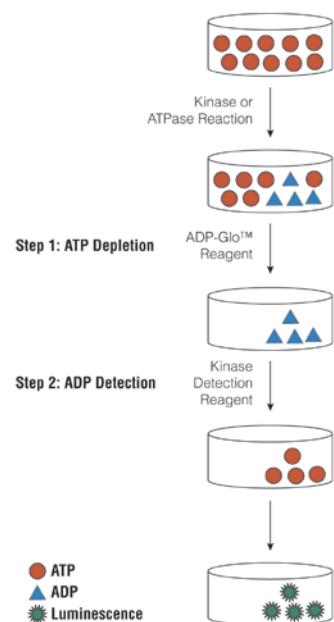 Kinase or
ATPase Reaction
Step 1: ATP Depletion
ADP-Glo™
Reagent
Step 2: ADP Detection
Kinase
Detection
Reagent
ATP
ADP
Luminescence